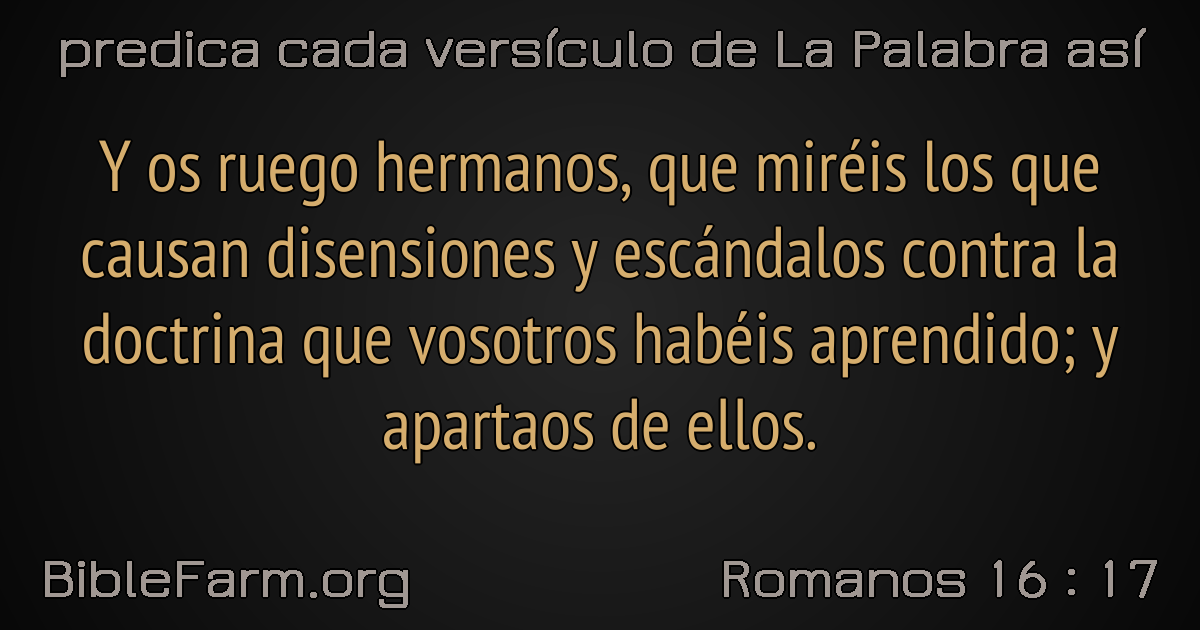 predica cada versículo de La Palabra así
Y os ruego hermanos, que miréis los que
causan disensiones y escándalos contra la
doctrina que vosotros habéis aprendido; y
apartaos de ellos.
BibleFarm.org
Romanos 16 : 17